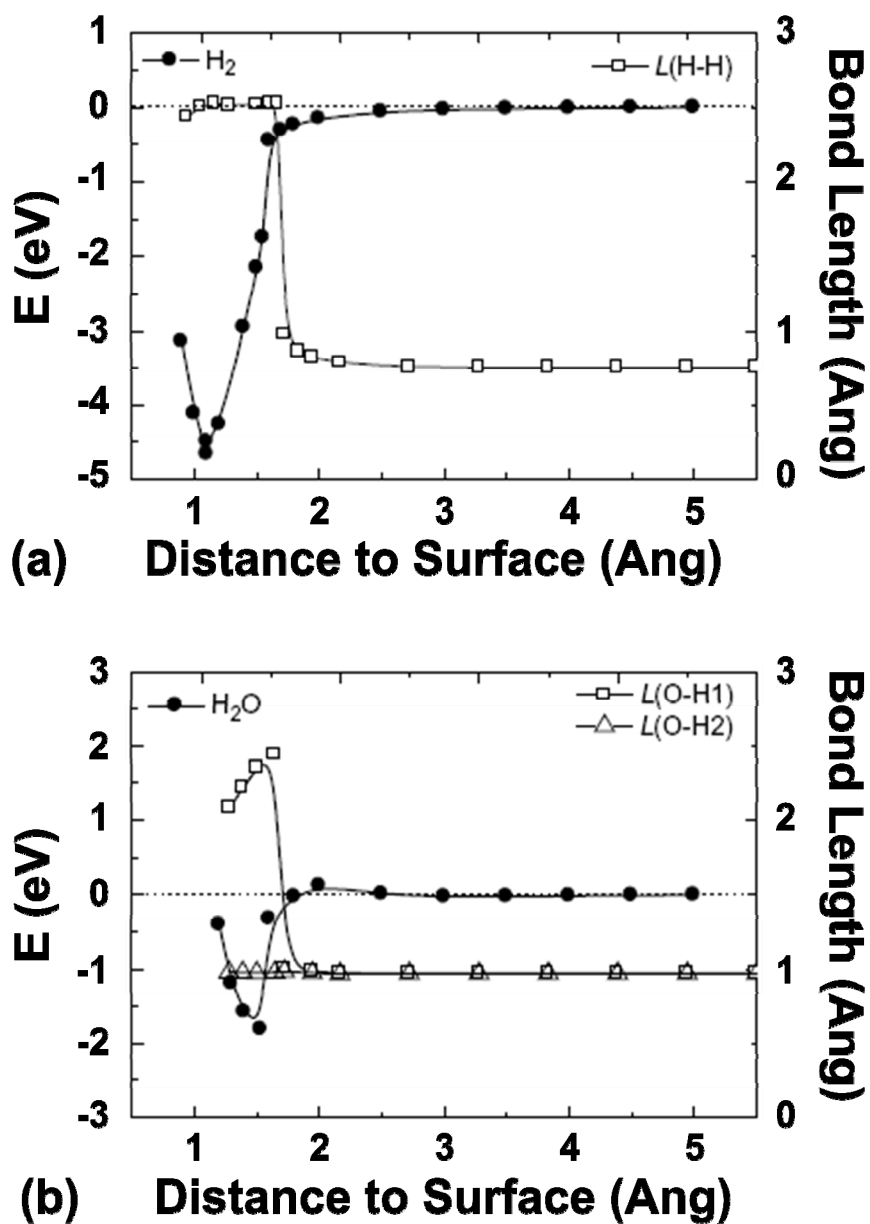 H2 L(H-H)
1
0
-1
-2
-3
-4
-5
E (eV)
3
2
1
0
Bond Length (Ang)
1 2 3 4 5
(a) Distance to Surface (Ang)
H2O L(O-H1)
L(O-H2)
3
2
1
0
-1
-2
-3
E (eV)
3
2
1
0
Bond Length (Ang)
1 2 3 4 5
(b) Distance to Surface (Ang)